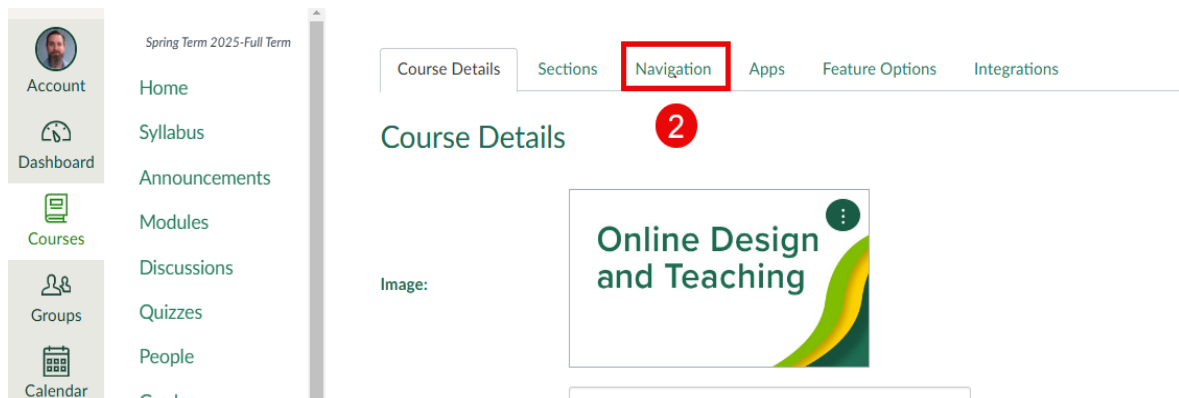 Account
Dashboard
Courses
Groups
Calendar
Spring Term 2025-Full Term
Home
Syllabus
Announcements
Modules
Discussions
Quizzes
People
Course Details Sections Navigation Apps Feature Options Integrations
2
Course Details
Image:
Online Design
and Teaching